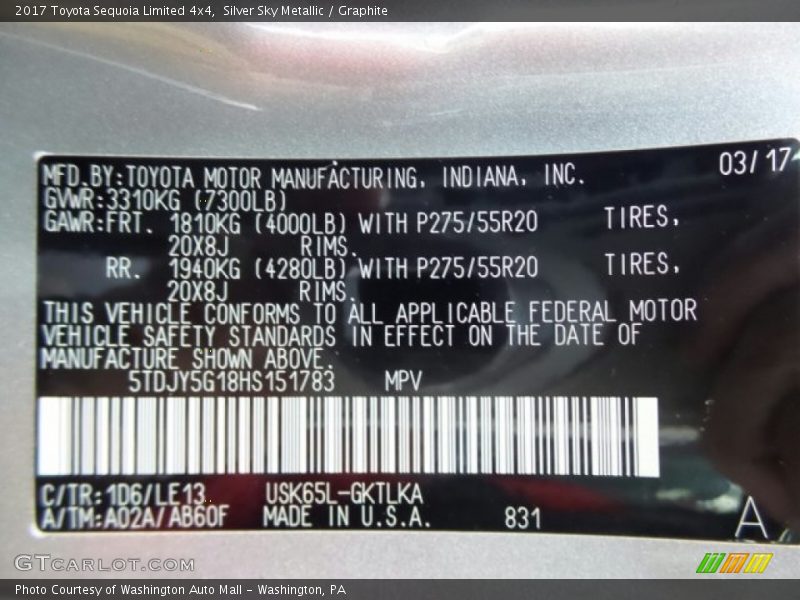 2017 Toyota Sequoia Limited 4x4,  Silver Sky Metallic / Graphite
03/17
MFD.BY:TOYOTA MOTOR MANUFACTURING, INDIANA, INC.
GVWR:3310KG (7300LB)
GAWR:FRT. 1810KG (4000LB) WITH P275/55R20 TIRES,
20X8J RIMS.
RR. 1940KG (4280LB) WITH P275/55R20 TIRES,
20X8J RIMS.
THIS VEHICLE CONFORMS TO ALL APPLICABLE FEDERAL MOTOR
VEHICLE SAFETY STANDARDS IN EFFECT ON THE DATE OF
MANUFACTURE SHOWN ABOVE.
5TDJY5G18HS151783 MPV
C/TR:1D6/LE13 USK65L-GKTLKA
A/TM:A02A/AB60F MADE IN U.S.A. 831 A
GTCARLOT.COM
Photo Courtesy of Washington Auto Mall - Washington, PA